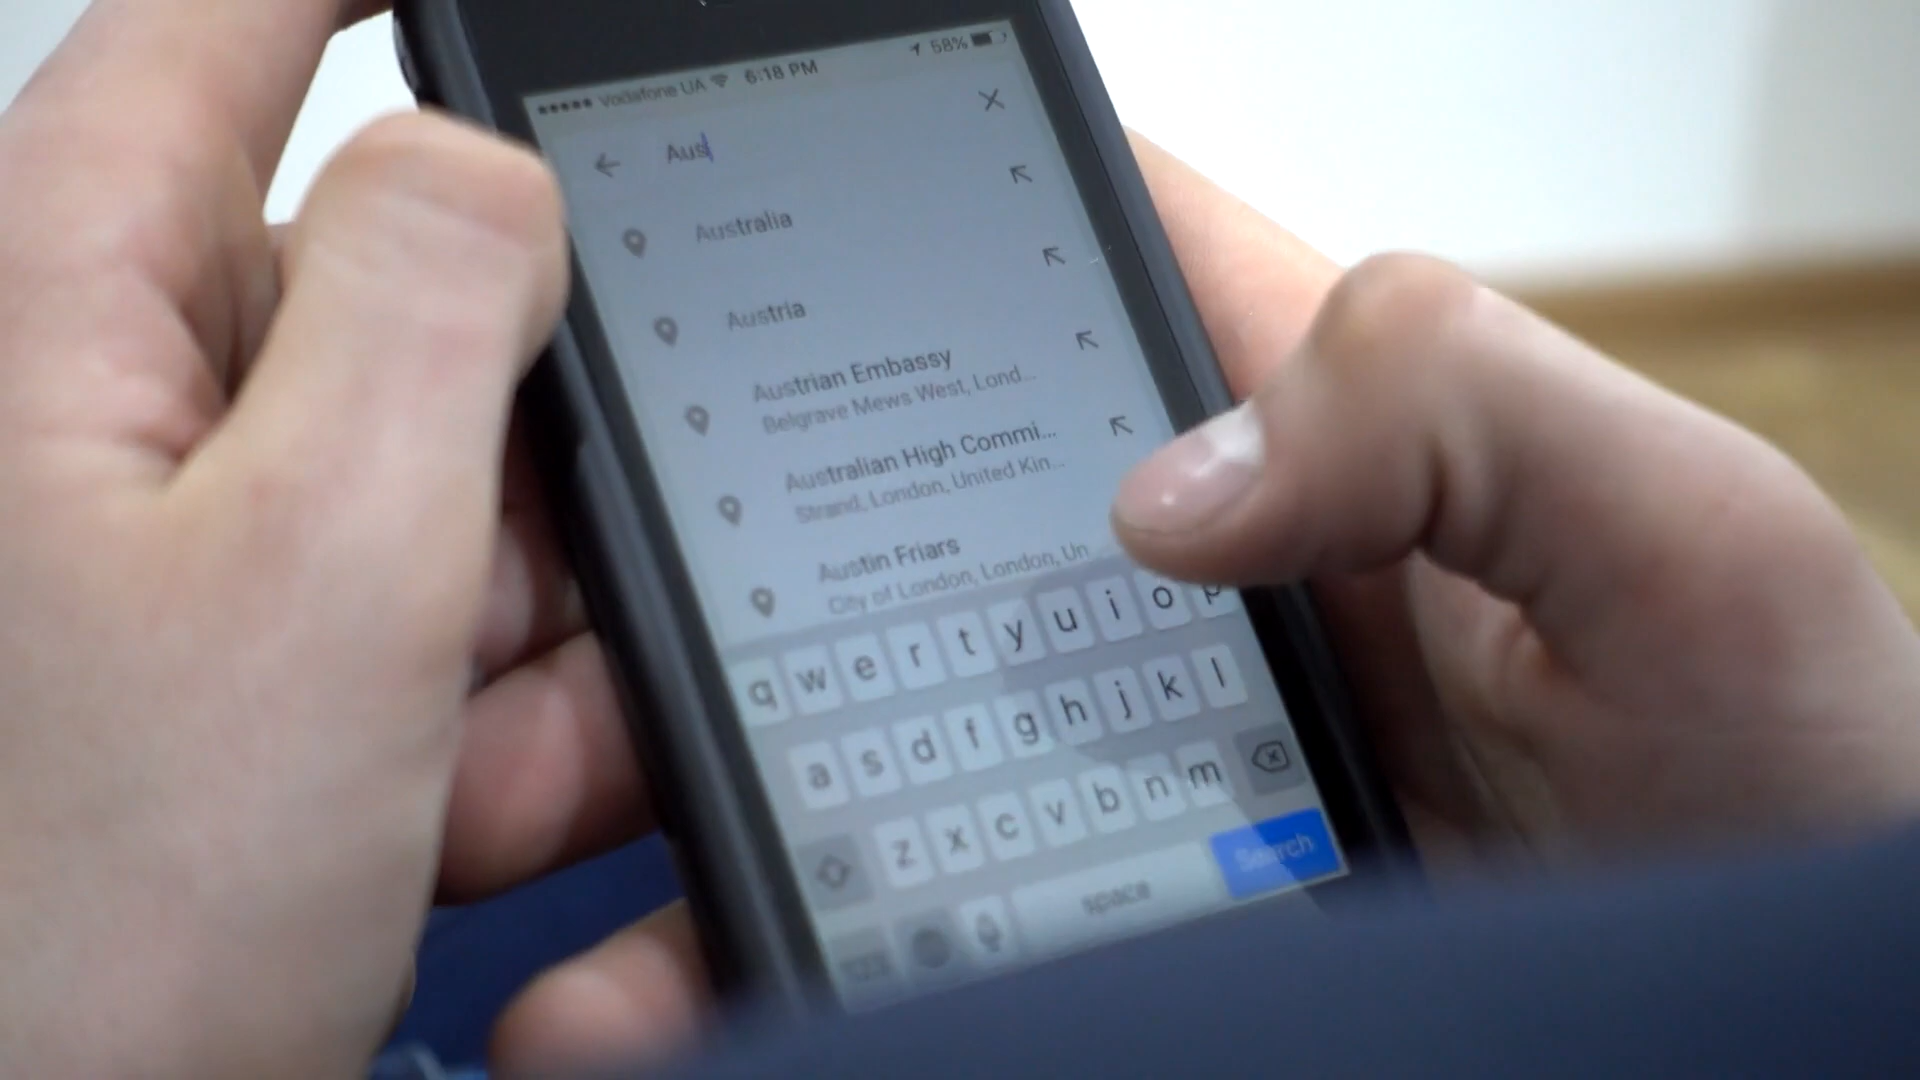 Vodafone UA 6:18 PM 58%
Aus
Australia
Austria
Austrian Embassy
Belgrave Mews West, Lond...
Australian High Commi...
Strand, London, United Kin...
Austin Friars
City of London, London, Un
q w e r t y u i o p
a s d f g h j k l
z x c v b n m
123 space Search